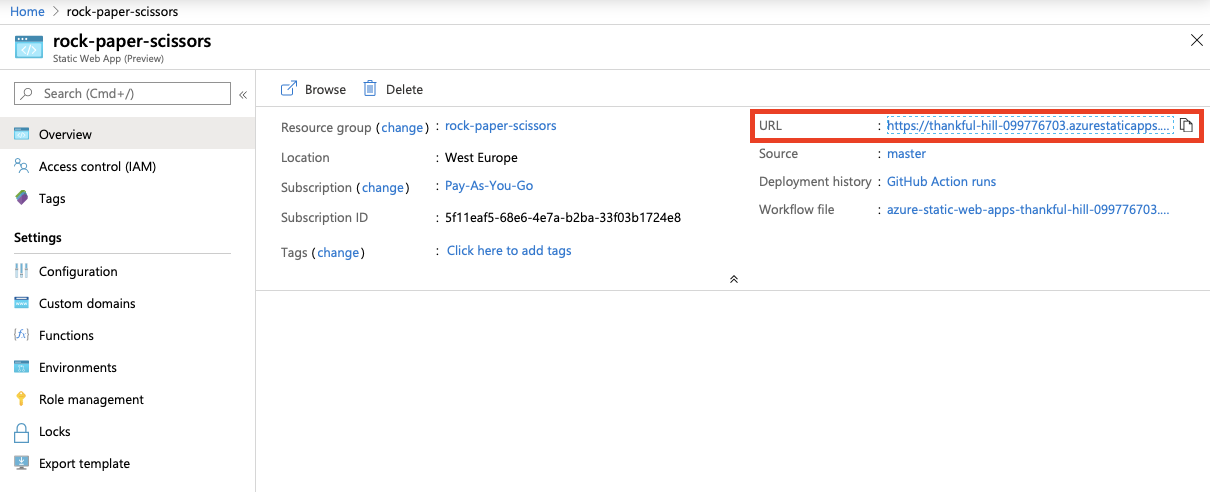 Home > rock-paper-scissors
rock-paper-scissors
Static Web App (Preview)
Search (Cmd+/)
«
Overview
Access control (IAM)
Tags
Settings
Configuration
Custom domains
Functions
Environments
Role management
Locks
Export template
Browse Delete
Resource group (change) : rock-paper-scissors
Location : West Europe
Subscription (change) : Pay-As-You-Go
Subscription ID : 5f11eaf5-68e6-4e7a-b2ba-33f03b1724e8
Tags (change) : Click here to add tags
URL : https://thankful-hill-099776703.azurestaticapps....
Source : master
Deployment history : GitHub Action runs
Workflow file : azure-static-web-apps-thankful-hill-099776703....